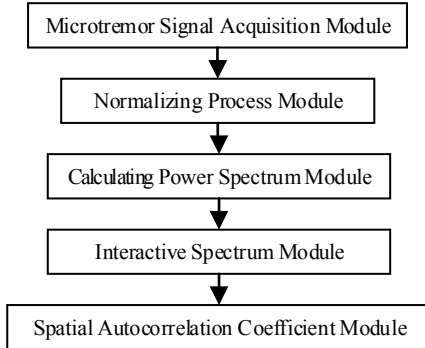 Microtremor Signal Acquisition Module
Normalizing Process Module
Calculating Power Spectrum Module
Interactive Spectrum Module
Spatial Autocorrelation Coefficient Module